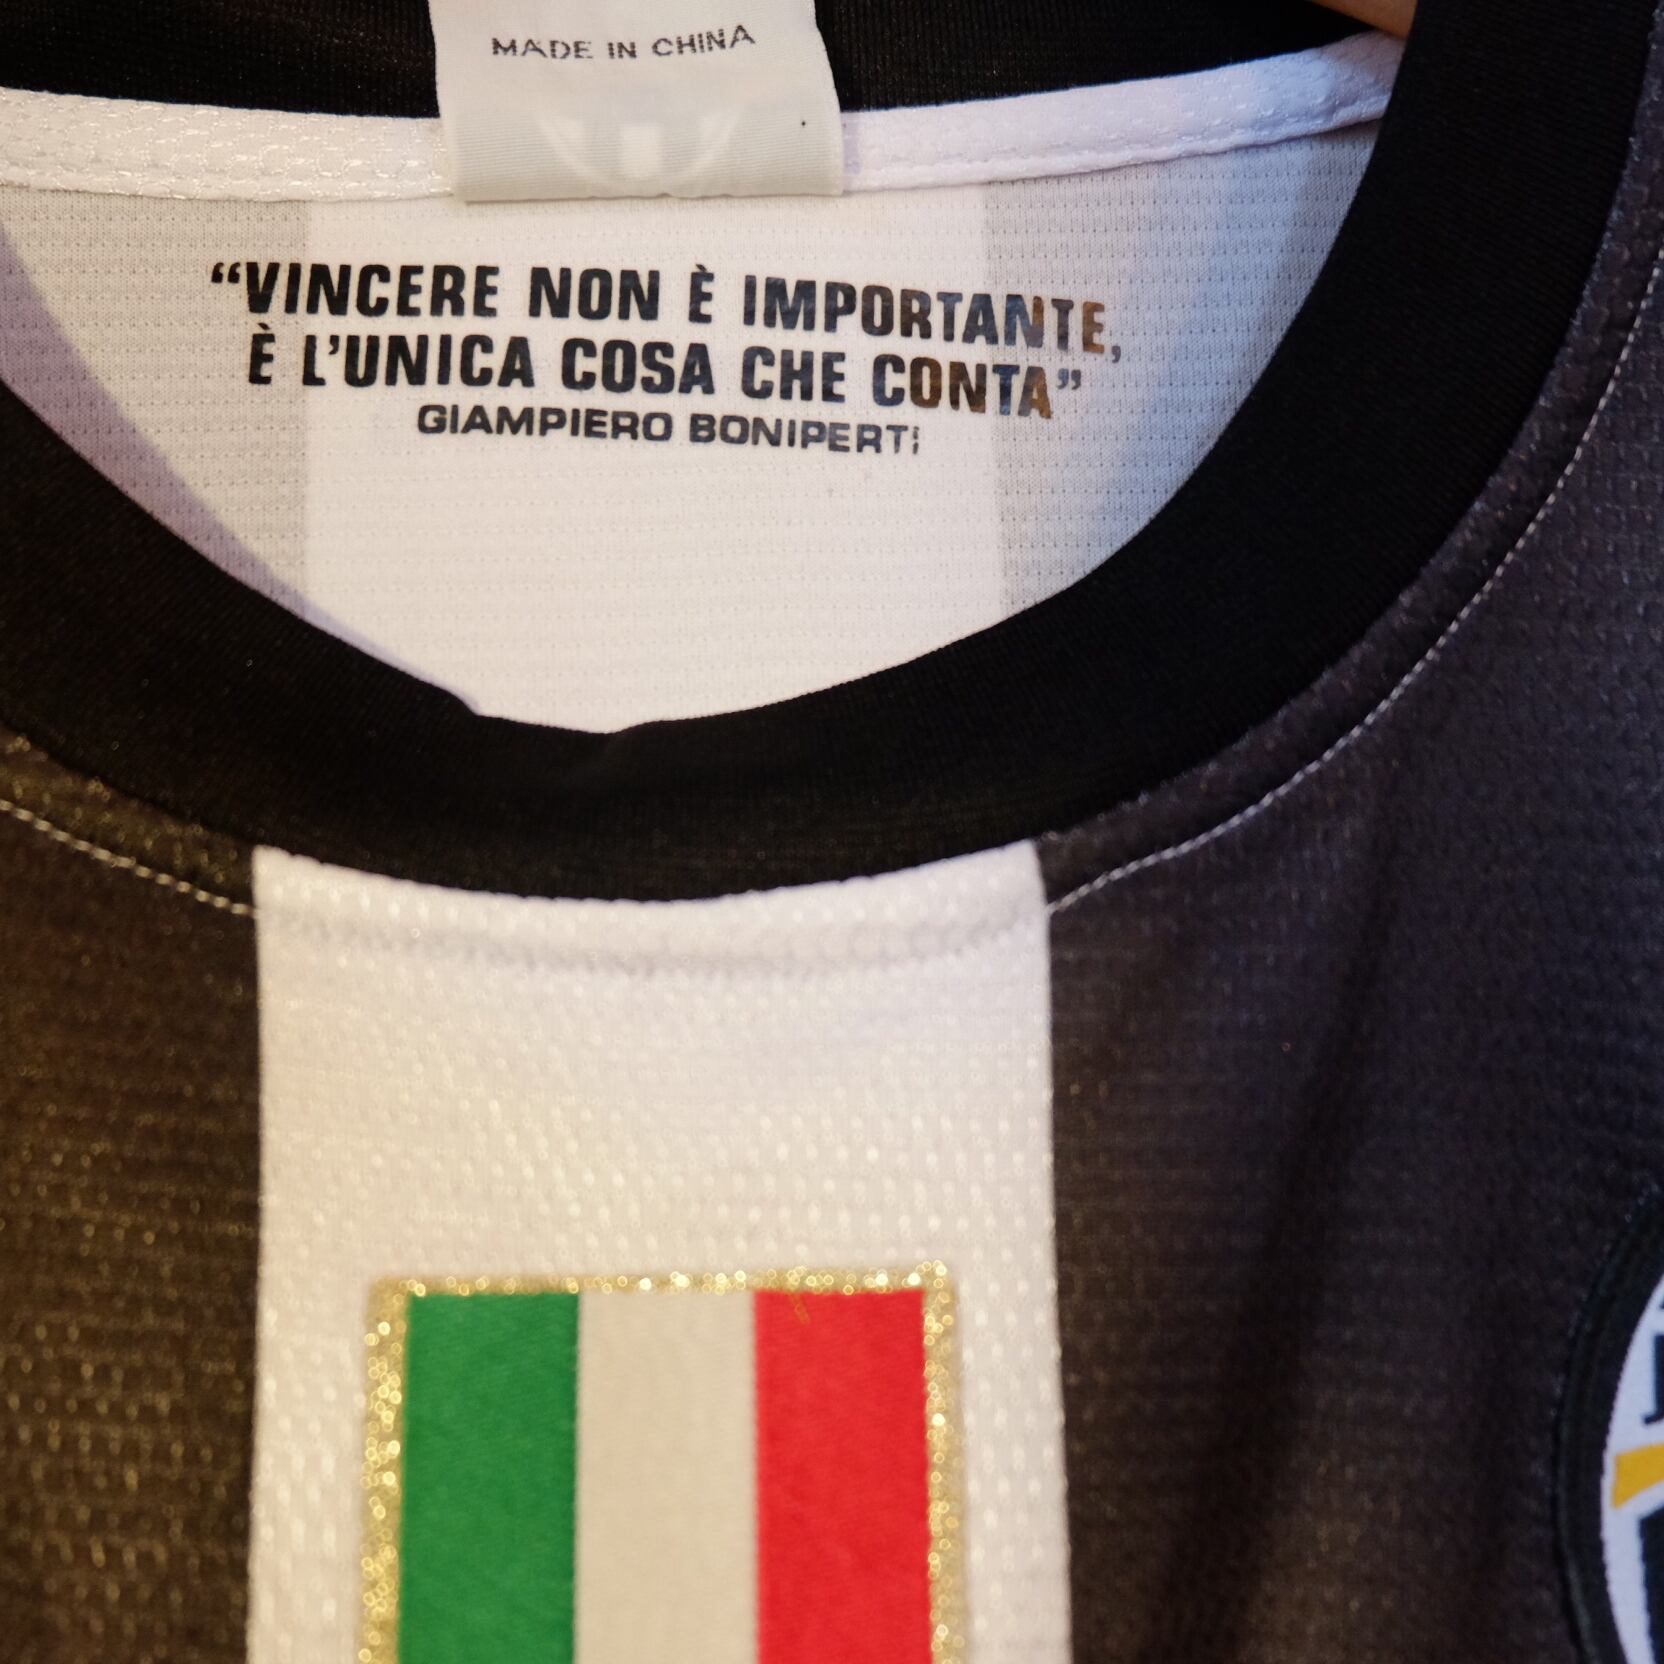 MADE IN CHINA
“VINCERE NON È IMPORTANTE,
È L’UNICA COSA CHE CONTA”
GIAMPIERO BONIPERTi